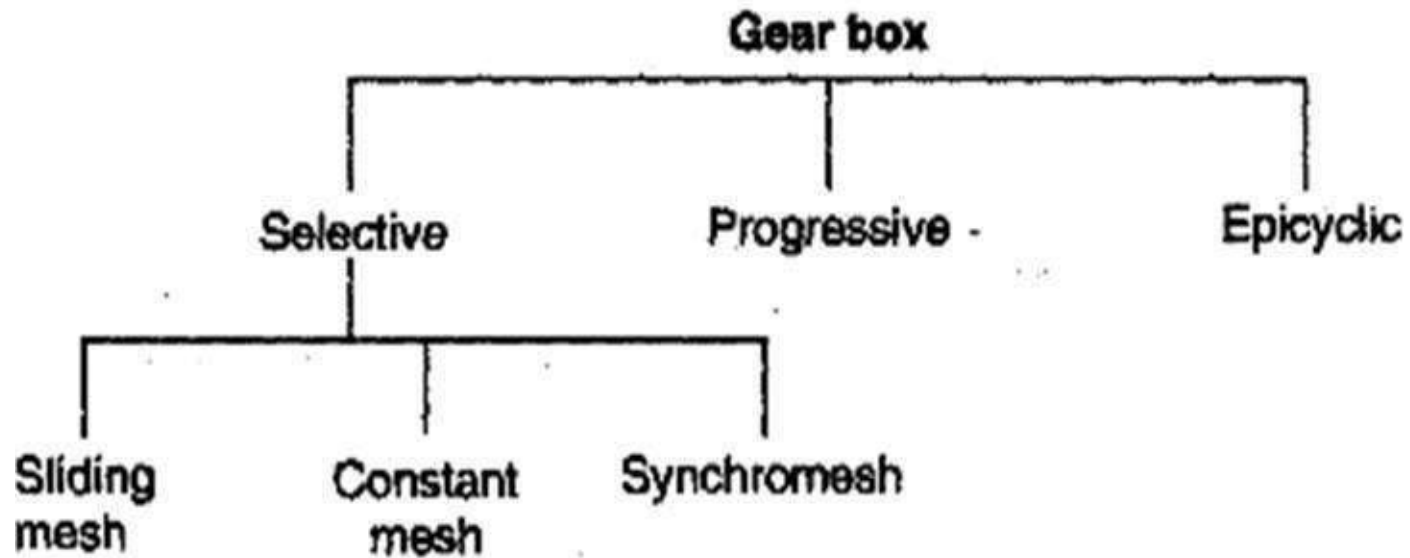 Gear box
Selective
Progressive
Epicyclic
Sliding
mesh
Constant
mesh
Synchromesh